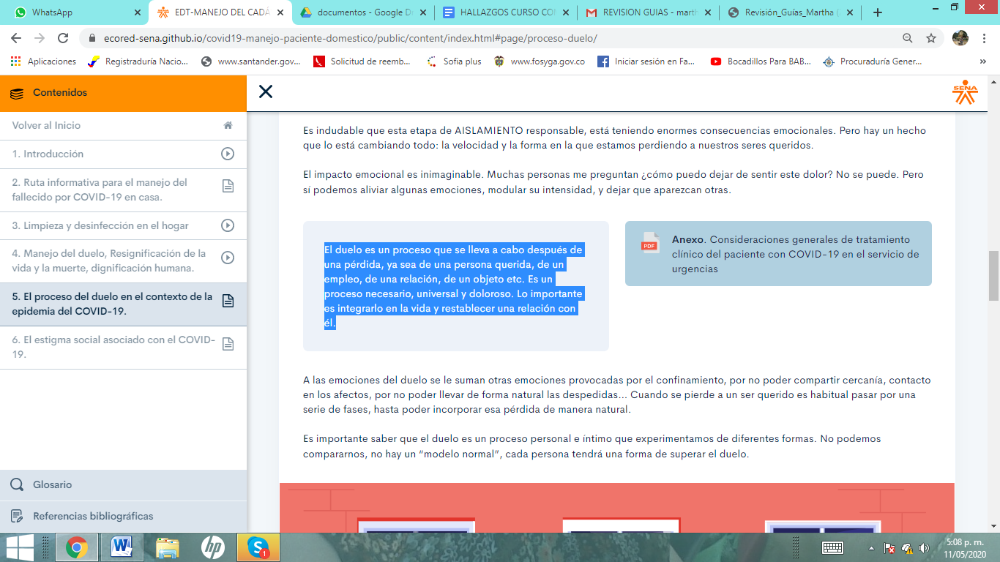 WhatsApp
EDT-MANEJO DEL CADÁ
documentos - Google Dr
HALLAZGOS CURSO CO
REVISION GUIAS - marth
Revisión_Guías_Martha (
ecored-sena.github.io/covid19-manejo-paciente-domestico/public/content/index.html#page/proceso-duelo/
Aplicaciones
Registraduría Nacio...
www.santander.gov...
Solicitud de reemb...
Sofia plus
www.fosyga.gov.co
Iniciar sesión en Fa...
Bocadillos Para BAB...
Procuraduría Gener...
»
Contenidos
SENA
Volver al Inicio
1. Introducción
2. Ruta informativa para el manejo del
fallecido por COVID-19 en casa.
3. Limpieza y desinfección en el hogar
4. Manejo del duelo, Resignificación de la
vida y la muerte, dignificación humana.
5. El proceso del duelo en el contexto de la
epidemia del COVID-19.
6. El estigma social asociado con el COVID-
19.
Glosario
Referencias bibliográficas
Es indudable que esta etapa de AISLAMIENTO responsable, está teniendo enormes consecuencias emocionales. Pero hay un hecho
que lo está cambiando todo: la velocidad y la forma en la que estamos perdiendo a nuestros seres queridos.
El impacto emocional es inimaginable. Muchas personas me preguntan ¿cómo puedo dejar de sentir este dolor? No se puede. Pero
sí podemos aliviar algunas emociones, modular su intensidad, y dejar que aparezcan otras.
El duelo es un proceso que se lleva a cabo después de
una pérdida, ya sea de una persona querida, de un
empleo, de una relación, de un objeto etc. Es un
proceso necesario, universal y doloroso. Lo importante
es integrarlo en la vida y restablecer una relación con
él.
PDF
Anexo. Consideraciones generales de tratamiento
clínico del paciente con COVID-19 en el servicio de
urgencias
A las emociones del duelo se le suman otras emociones provocadas por el confinamiento, por no poder compartir cercanía, contacto
en los afectos, por no poder llevar de forma natural las despedidas... Cuando se pierde a un ser querido es habitual pasar por una
serie de fases, hasta poder incorporar esa pérdida de manera natural.
Es importante saber que el duelo es un proceso personal e íntimo que experimentamos de diferentes formas. No podemos
compararnos, no hay un “modelo normal”, cada persona tendrá una forma de superar el duelo.
hp
1
5:08 p. m.
11/05/2020